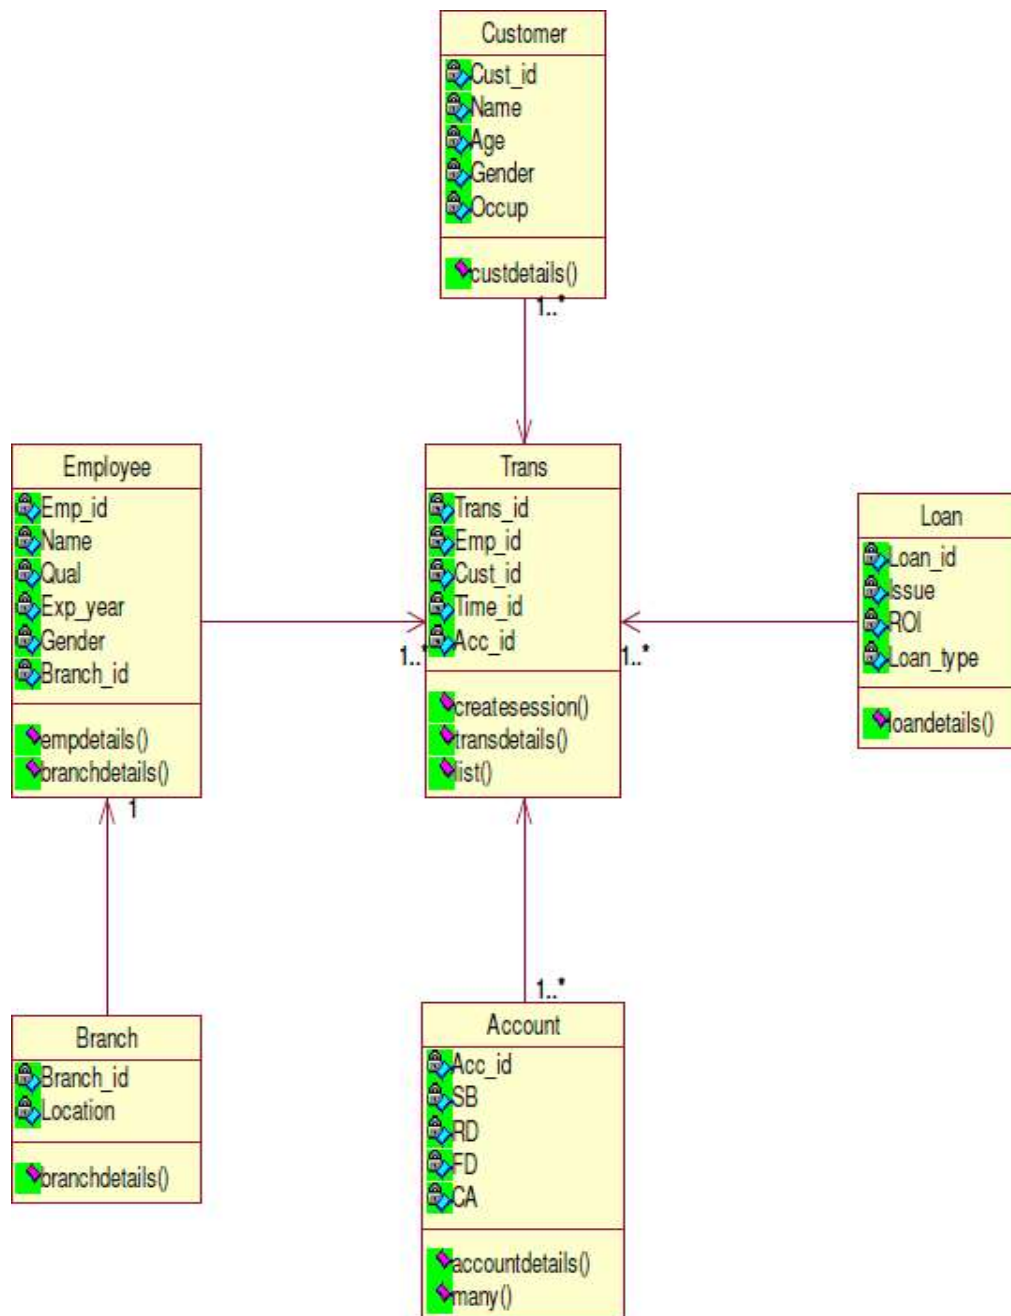 Customer
Cust_id
Name
Age
Gender
Occup
custdetails()
1..*
Employee
Emp_id
Name
Qual
Exp_year
Gender
Branch_id
empdetails()
branchdetails()
1
1..*
Trans
Trans_id
Emp_id
Cust_id
Time_id
Acc_id
createsession()
transdetails()
list()
1..*
Loan
Loan_id
Issue
ROI
Loan_type
loandetails()
Branch
Branch_id
Location
branchdetails()
1..*
Account
Acc_id
SB
RD
FD
CA
accountdetails()
many()